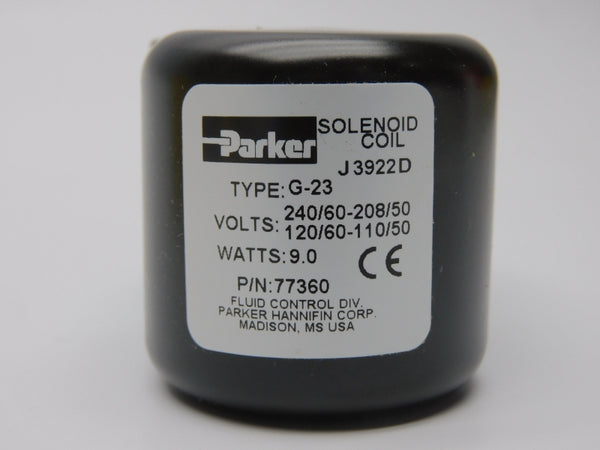 Parker
SOLENOID
COIL
J3922D
TYPE: G-23
VOLTS: 240/60-208/50
120/60-110/50
WATTS: 9.0
CE
P/N: 77360
FLUID CONTROL DIV.
PARKER HANNIFIN CORP.
MADISON, MS USA